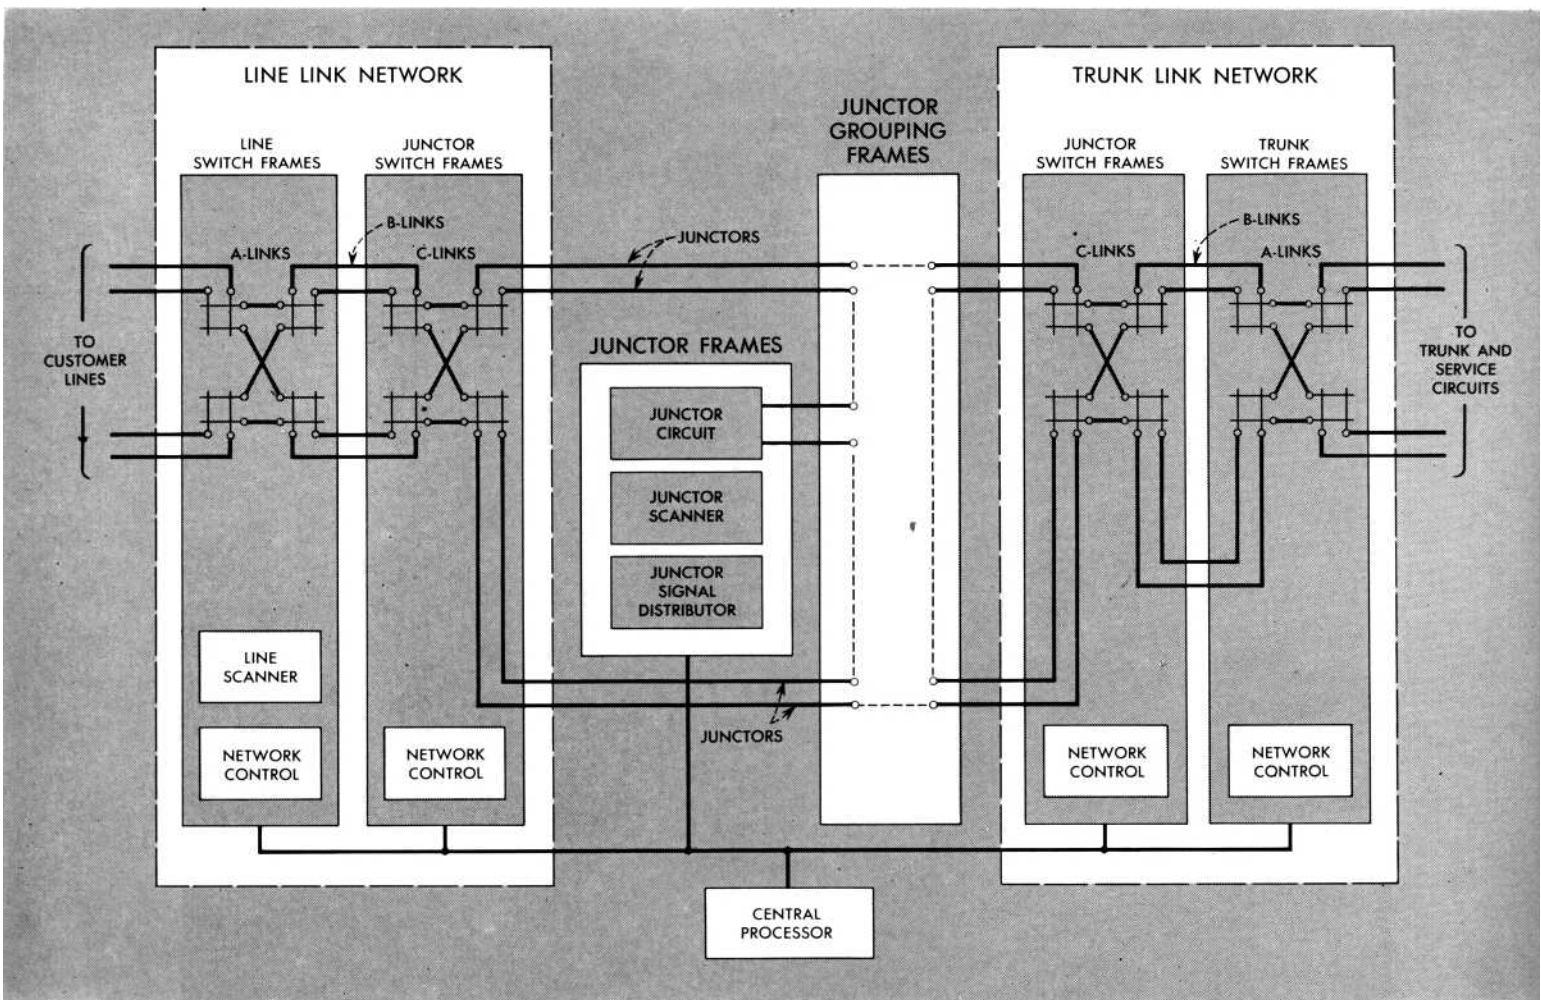 LINE LINK NETWORK
LINE
SWITCH FRAMES
JUNCTOR
SWITCH FRAMES
A-LINKS
B-LINKS
C-LINKS
TO
CUSTOMER
LINES
LINE
SCANNER
NETWORK
CONTROL
NETWORK
CONTROL
JUNCTORS
JUNCTOR FRAMES
JUNCTOR
CIRCUIT
JUNCTOR
SCANNER
JUNCTOR
SIGNAL
DISTRIBUTOR
JUNCTORS
JUNCTOR
GROUPING
FRAMES
TRUNK LINK NETWORK
JUNCTOR
SWITCH FRAMES
TRUNK
SWITCH FRAMES
C-LINKS
B-LINKS
A-LINKS
TO
TRUNK AND
SERVICE
CIRCUITS
NETWORK
CONTROL
NETWORK
CONTROL
CENTRAL
PROCESSOR